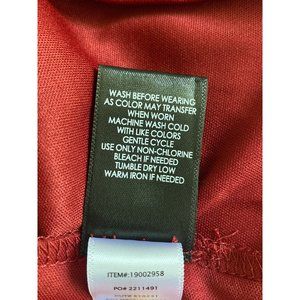 WASH BEFORE WEARING
AS COLOR MAY TRANSFER
WHEN WORN
MACHINE WASH COLD
WITH LIKE COLORS
GENTLE CYCLE
USE ONLY NON-CHLORINE
BLEACH IF NEEDED
TUMBLE DRY LOW
WARM IRON IF NEEDED
ITEM#:19002958
PO# 2211491